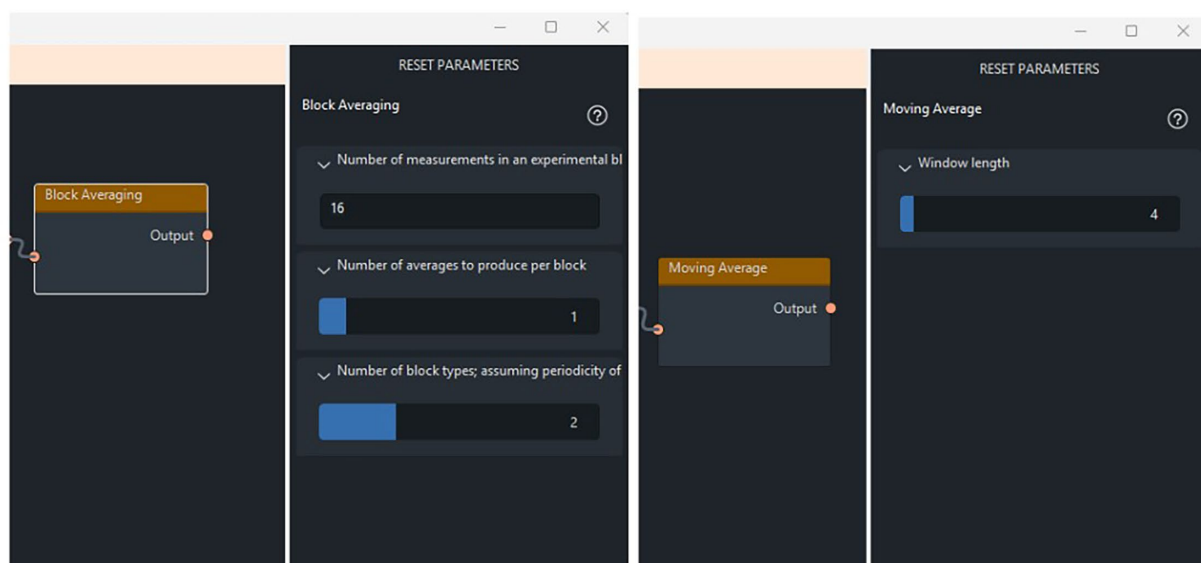 RESET PARAMETERS
Block Averaging
Number of measurements in an experimental bl
16
Number of averages to produce per block
1
Number of block types; assuming periodicity of
2
Block Averaging
Output
RESET PARAMETERS
Moving Average
Window length
4
Moving Average
Output